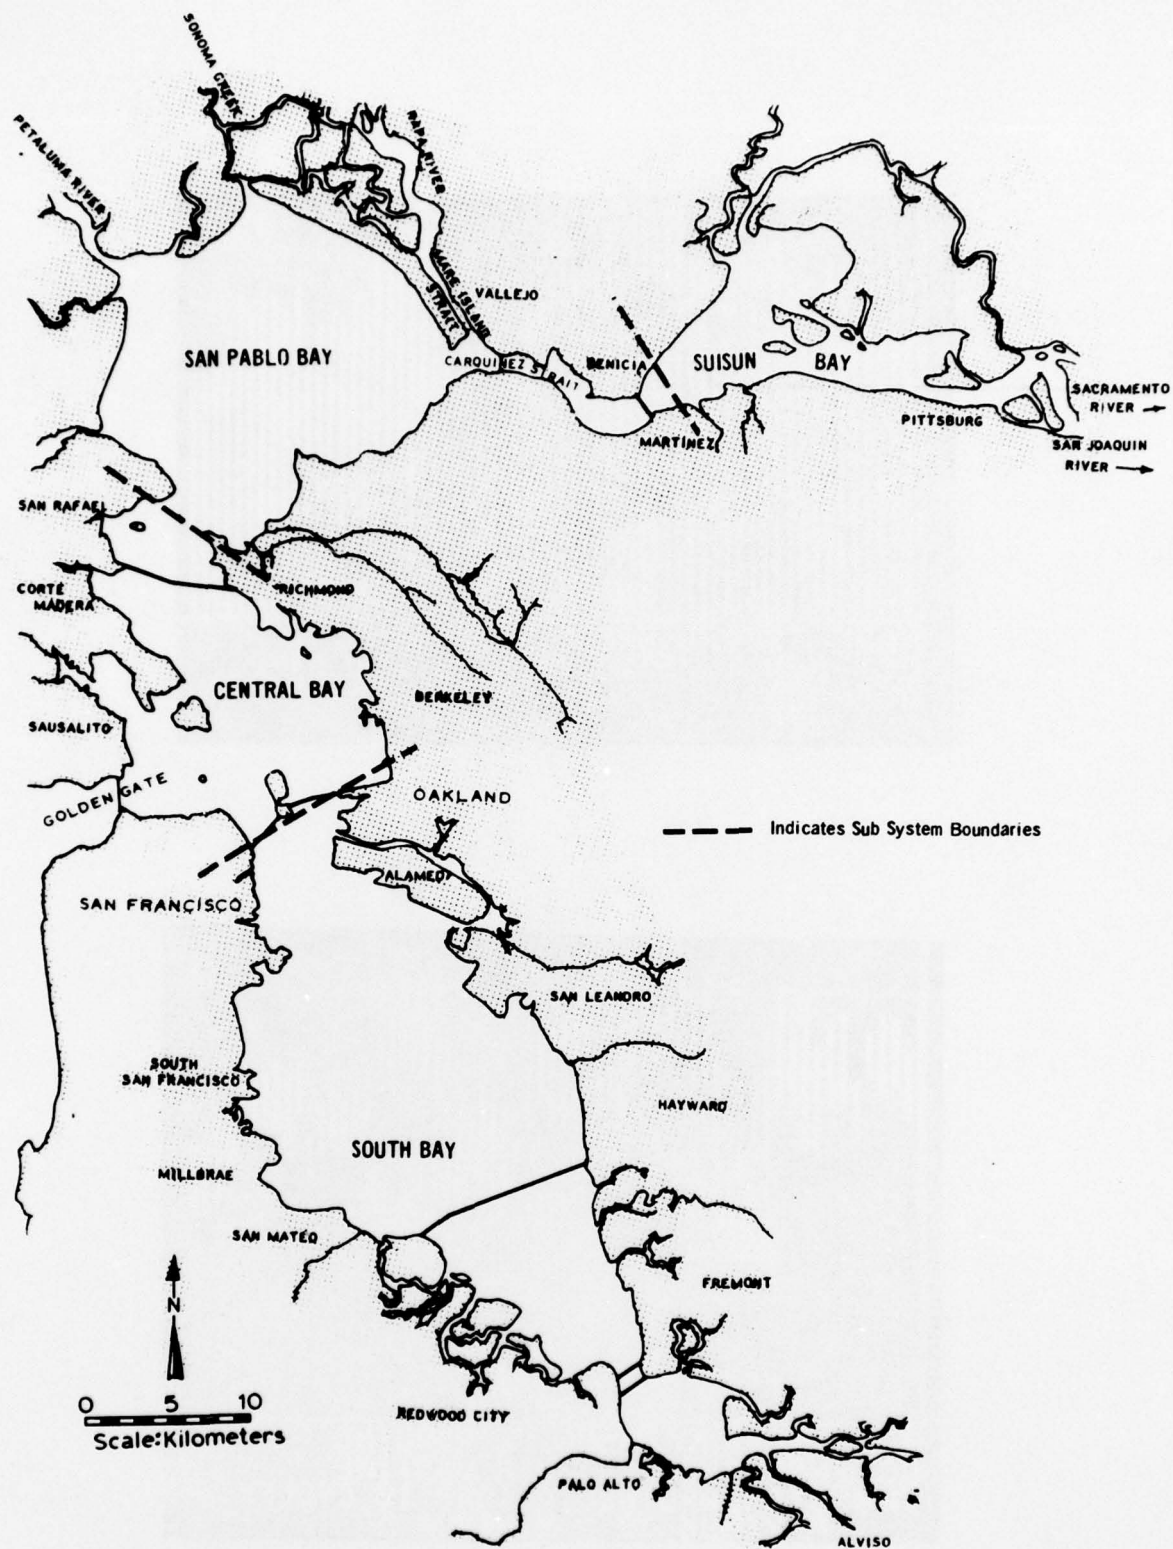 SONOMA CREEK
PETALUMA RIVER
NAPA RIVER
MARE ISLAND
STRAIT
VALLEJO
SAN PABLO BAY
CARQUINEZ STRAIT
BENICIA
SUISUN BAY
MARTINEZ
PITTSBURG
SACRAMENTO
RIVER
SAN JOAQUIN
RIVER
SAN RAFAEL
CORTE
MADERA
RICHMOND
CENTRAL BAY
BERKELEY
SAUSALITO
GOLDEN GATE
OAKLAND
Indicates Sub System Boundaries
ALAMEDA
SAN FRANCISCO
SAN LEANDRO
SOUTH
SAN FRANCISCO
HAYWARD
SOUTH BAY
MILLBRAE
SAN MATEO
FREMONT
N
0 5 10
Scale:Kilometers
REDWOOD CITY
PALO ALTO
ALVISO